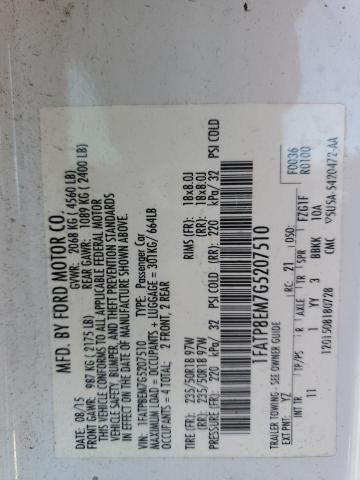 MFD. BY FORD MOTOR CO.
08/15 GVWR: 2068 KG ( 4560 LB)
FRONT GAWR: 987 KG (2175 LB) REAR GAWR: 1089 KG ( 2400 LB)
THIS VEHICLE CONFORMS TO ALL APPLICABLE FEDERAL MOTOR
VEHICLE SAFETY, BUMPER, AND THEFT PREVENTION STANDARDS
IN EFFECT ON THE DATE OF MANUFACTURE SHOWN ABOVE.
VIN: 1FATP8EM7G5207510 TYPE: Passenger Car
MAXIMUM LOAD = OCCUPANTS + LUGGAGE = 301KG/ 664LB
OCCUPANTS = 4 TOTAL: 2 FRONT, 2 REAR
TIRE (FR): 235/50R18 97W RIMS (FR): 18x8.0J
TIRE (RR): 235/50R18 97W (RR): 18x8.0J
PRESSURE (FR): 220 kPa/ 32 PSI COLD (RR): 220 kPa/ 32 PSI COLD
1FATP8EM7G5207510
TRAILER TOWING - SEE OWNER GUIDE
F0036
R0100
EXT PNT: YZ RC: 21 DSO:
FZG1F
INT TR TP/PS R AXLE TR SPR
11 1 YY 3 BBKK 10A
1201508180728 CMC ♡5U5A-5420472-AA